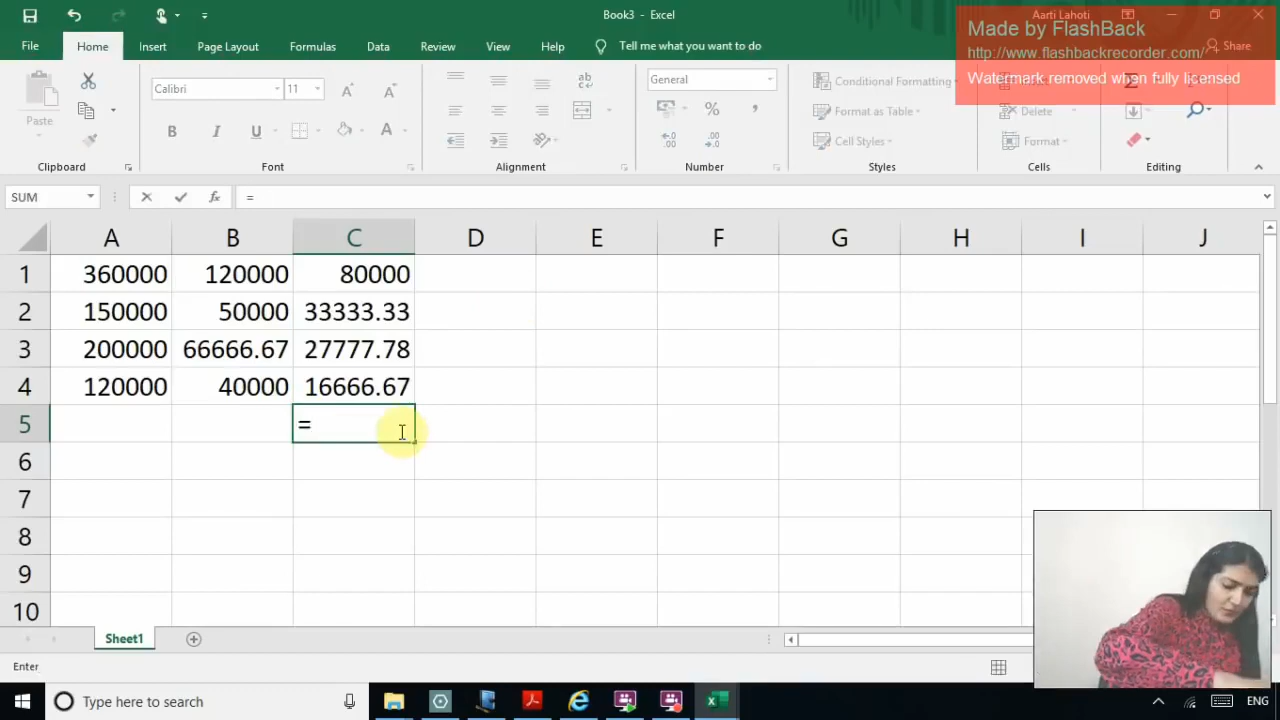 Book3 - Excel
Aarti Lahoti
Made by FlashBack
http://www.flashbackrecorder.com/
Watermark removed when fully licensed
File Home Insert Page Layout Formulas Data Review View Help Tell me what you want to do Share
Paste
Calibri 11
B I U A
ab
General
% ,
Conditional Formatting
Format as Table
Cell Styles
Delete
Format
Clipboard Font Alignment Number Styles Cells Editing
SUM fx =
A B C D E F G H I J
1 360000 120000 80000
2 150000 50000 33333.33
3 200000 66666.67 27777.78
4 120000 40000 16666.67
5 =
6
7
8
9
10
Sheet1
Enter
Type here to search
ENG